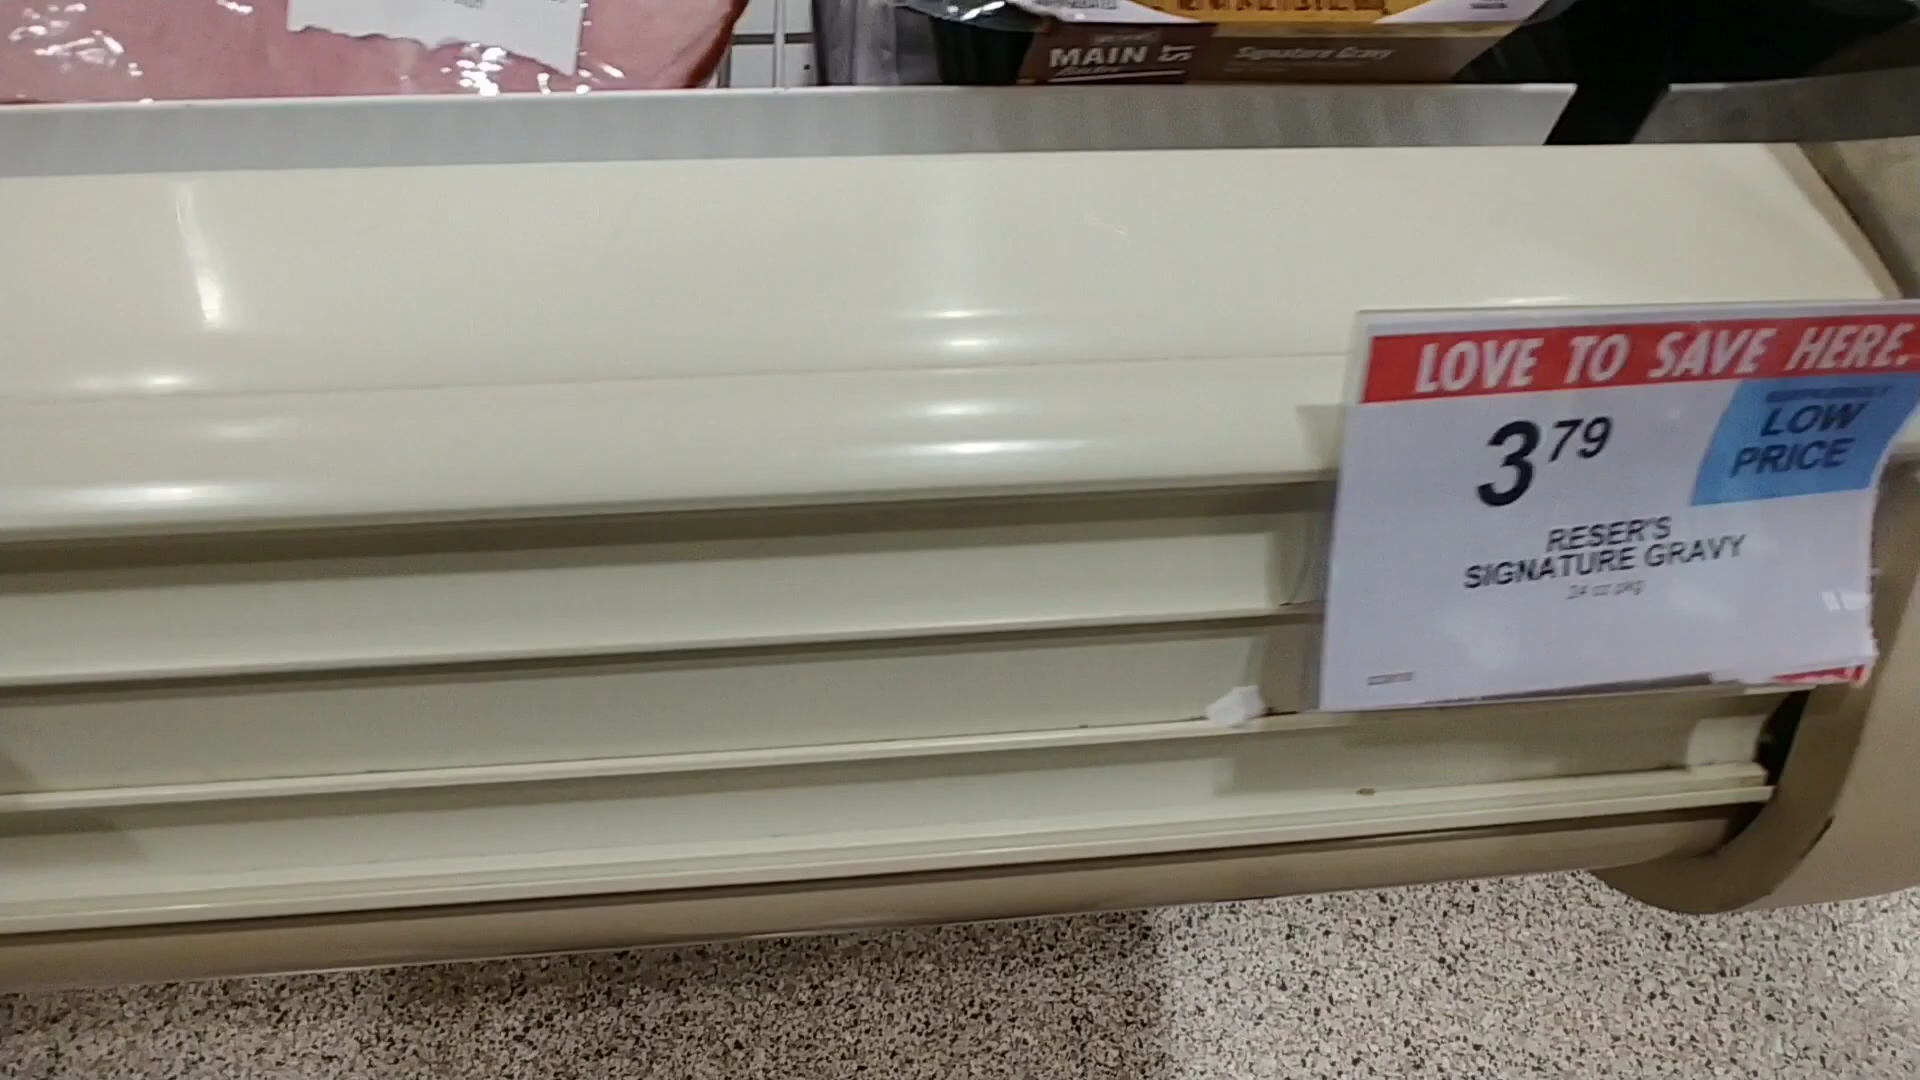 MAIN ST
Signature Gravy
LOVE TO SAVE HERE.
3 79
LOW
PRICE
RESER'S
SIGNATURE GRAVY
24 oz pkg